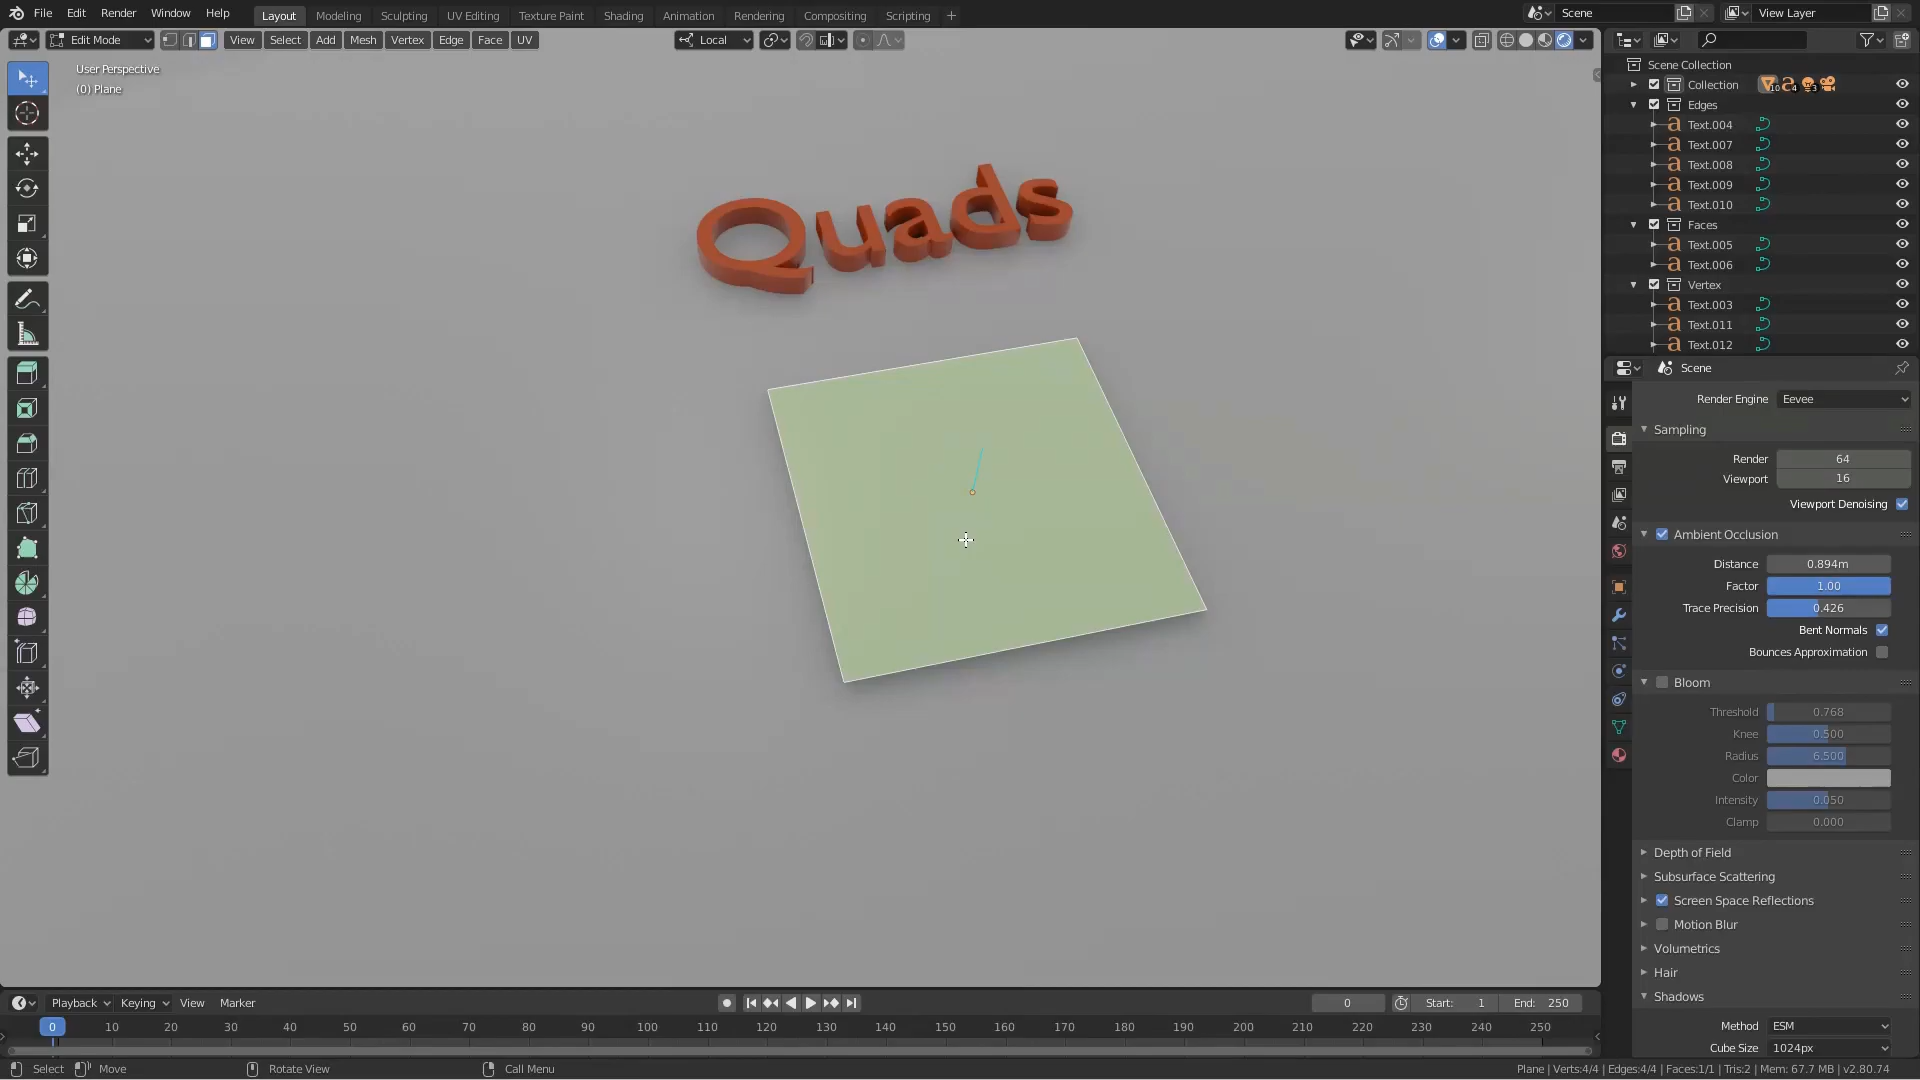 File Edit Render Window Help Layout Modeling Sculpting UV Editing Texture Paint Shading Animation Rendering Compositing Scripting + Scene View Layer
Edit Mode View Select Add Mesh Vertex Edge Face UV Local
User Perspective
(0) Plane
Quads
Scene Collection
Collection 10 4 3
Edges
Text.004
Text.007
Text.008
Text.009
Text.010
Faces
Text.005
Text.006
Vertex
Text.003
Text.011
Text.012
Scene
Render Engine Eevee
Sampling
Render 64
Viewport 16
Viewport Denoising
Ambient Occlusion
Distance 0.894m
Factor 1.00
Trace Precision 0.426
Bent Normals
Bounces Approximation
Bloom
Threshold 0.768
Knee 0.500
Radius 6.500
Color
Intensity 0.050
Clamp 0.000
Depth of Field
Subsurface Scattering
Screen Space Reflections
Motion Blur
Volumetrics
Hair
Shadows
Method ESM
Cube Size 1024px
Playback Keying View Marker 0 Start: 1 End: 250
0 10 20 30 40 50 60 70 80 90 100 110 120 130 140 150 160 170 180 190 200 210 220 230 240 250
Select Move Rotate View Call Menu Plane | Verts:4/4 | Edges:4/4 | Faces:1/1 | Tris:2 | Mem: 67.7 MB | v2.80.74